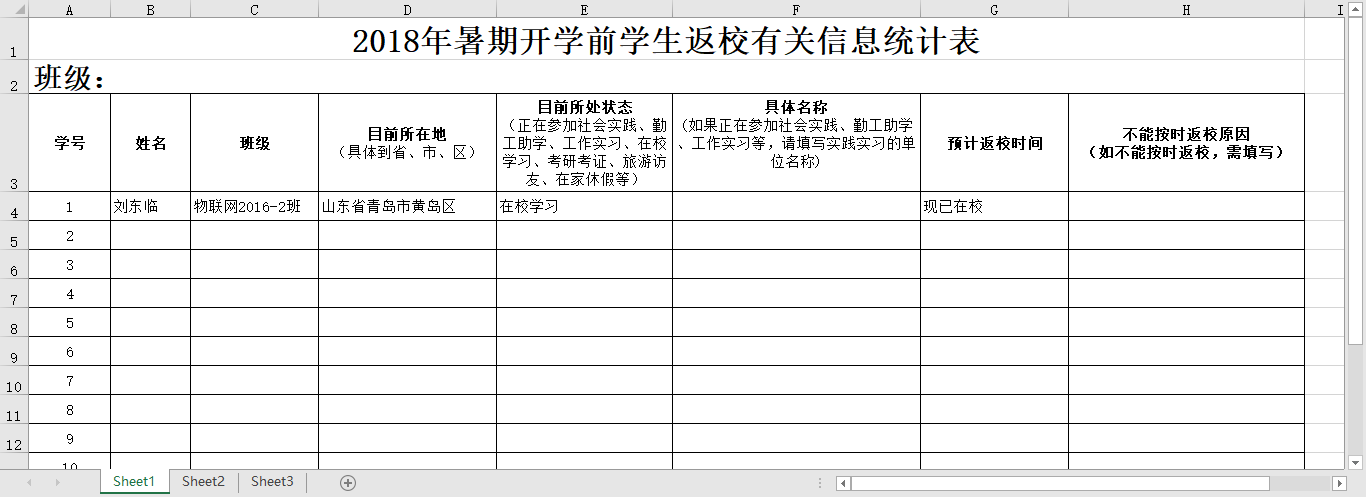 A B C D E F G H I
1 2018年暑期开学前学生返校有关信息统计表
2 班级：
3 学号 姓名 班级 目前所在地
（具体到省、市、区）
目前所处状态
（正在参加社会实践、勤
工助学、工作实习、在校
学习、考研考证、旅游访
友、在家休假等）
具体名称
(如果正在参加社会实践、勤工助学
、工作实习等，请填写实践实习的单
位名称)
预计返校时间
不能按时返校原因
（如不能按时返校，需填写）
4 1 刘东临 物联网2016-2班 山东省青岛市黄岛区 在校学习 现已在校
5 2
6 3
7 4
8 5
9 6
10 7
11 8
12 9
10
Sheet1 Sheet2 Sheet3